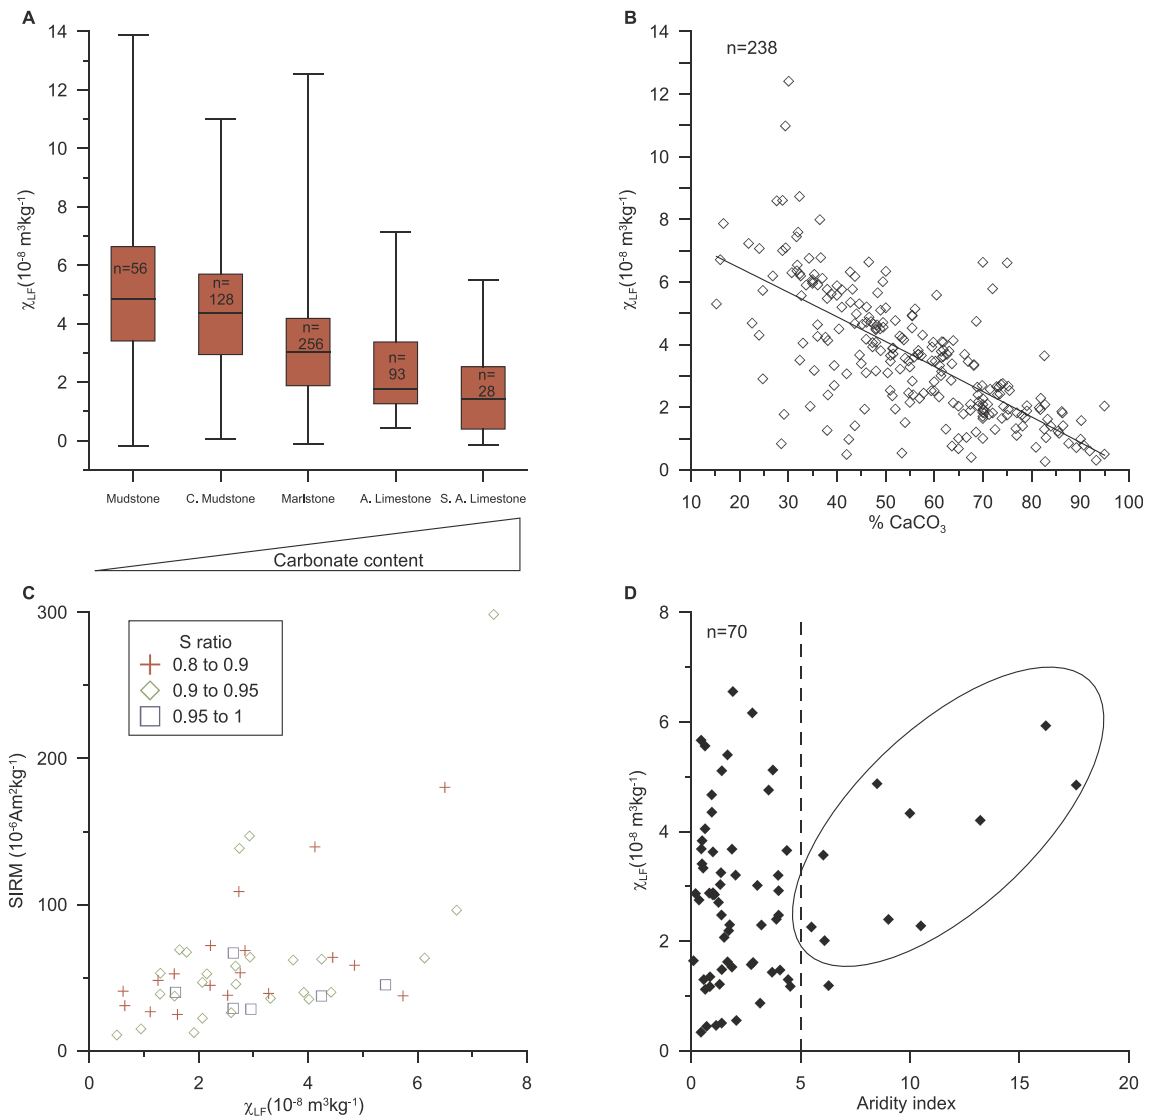 A
14
12
10
8
6
4
2
0
χLF(10-8 m3kg-1)
n=56
n=
128
n=
256
n=
93
n=
28
Mudstone
C. Mudstone
Marlstone
A. Limestone
S. A. Limestone
Carbonate content
B
14
12
10
8
6
4
2
0
χLF(10-8 m3kg-1)
n=238
10 20 30 40 50 60 70 80 90 100
% CaCO3
C
300
200
100
0
SIRM (10-6Am2kg-1)
S ratio
0.8 to 0.9
0.9 to 0.95
0.95 to 1
0 2 4 6 8
χLF(10-8 m3kg-1)
D
8
6
4
2
0
χLF(10-8 m3kg-1)
n=70
0 5 10 15 20
Aridity index